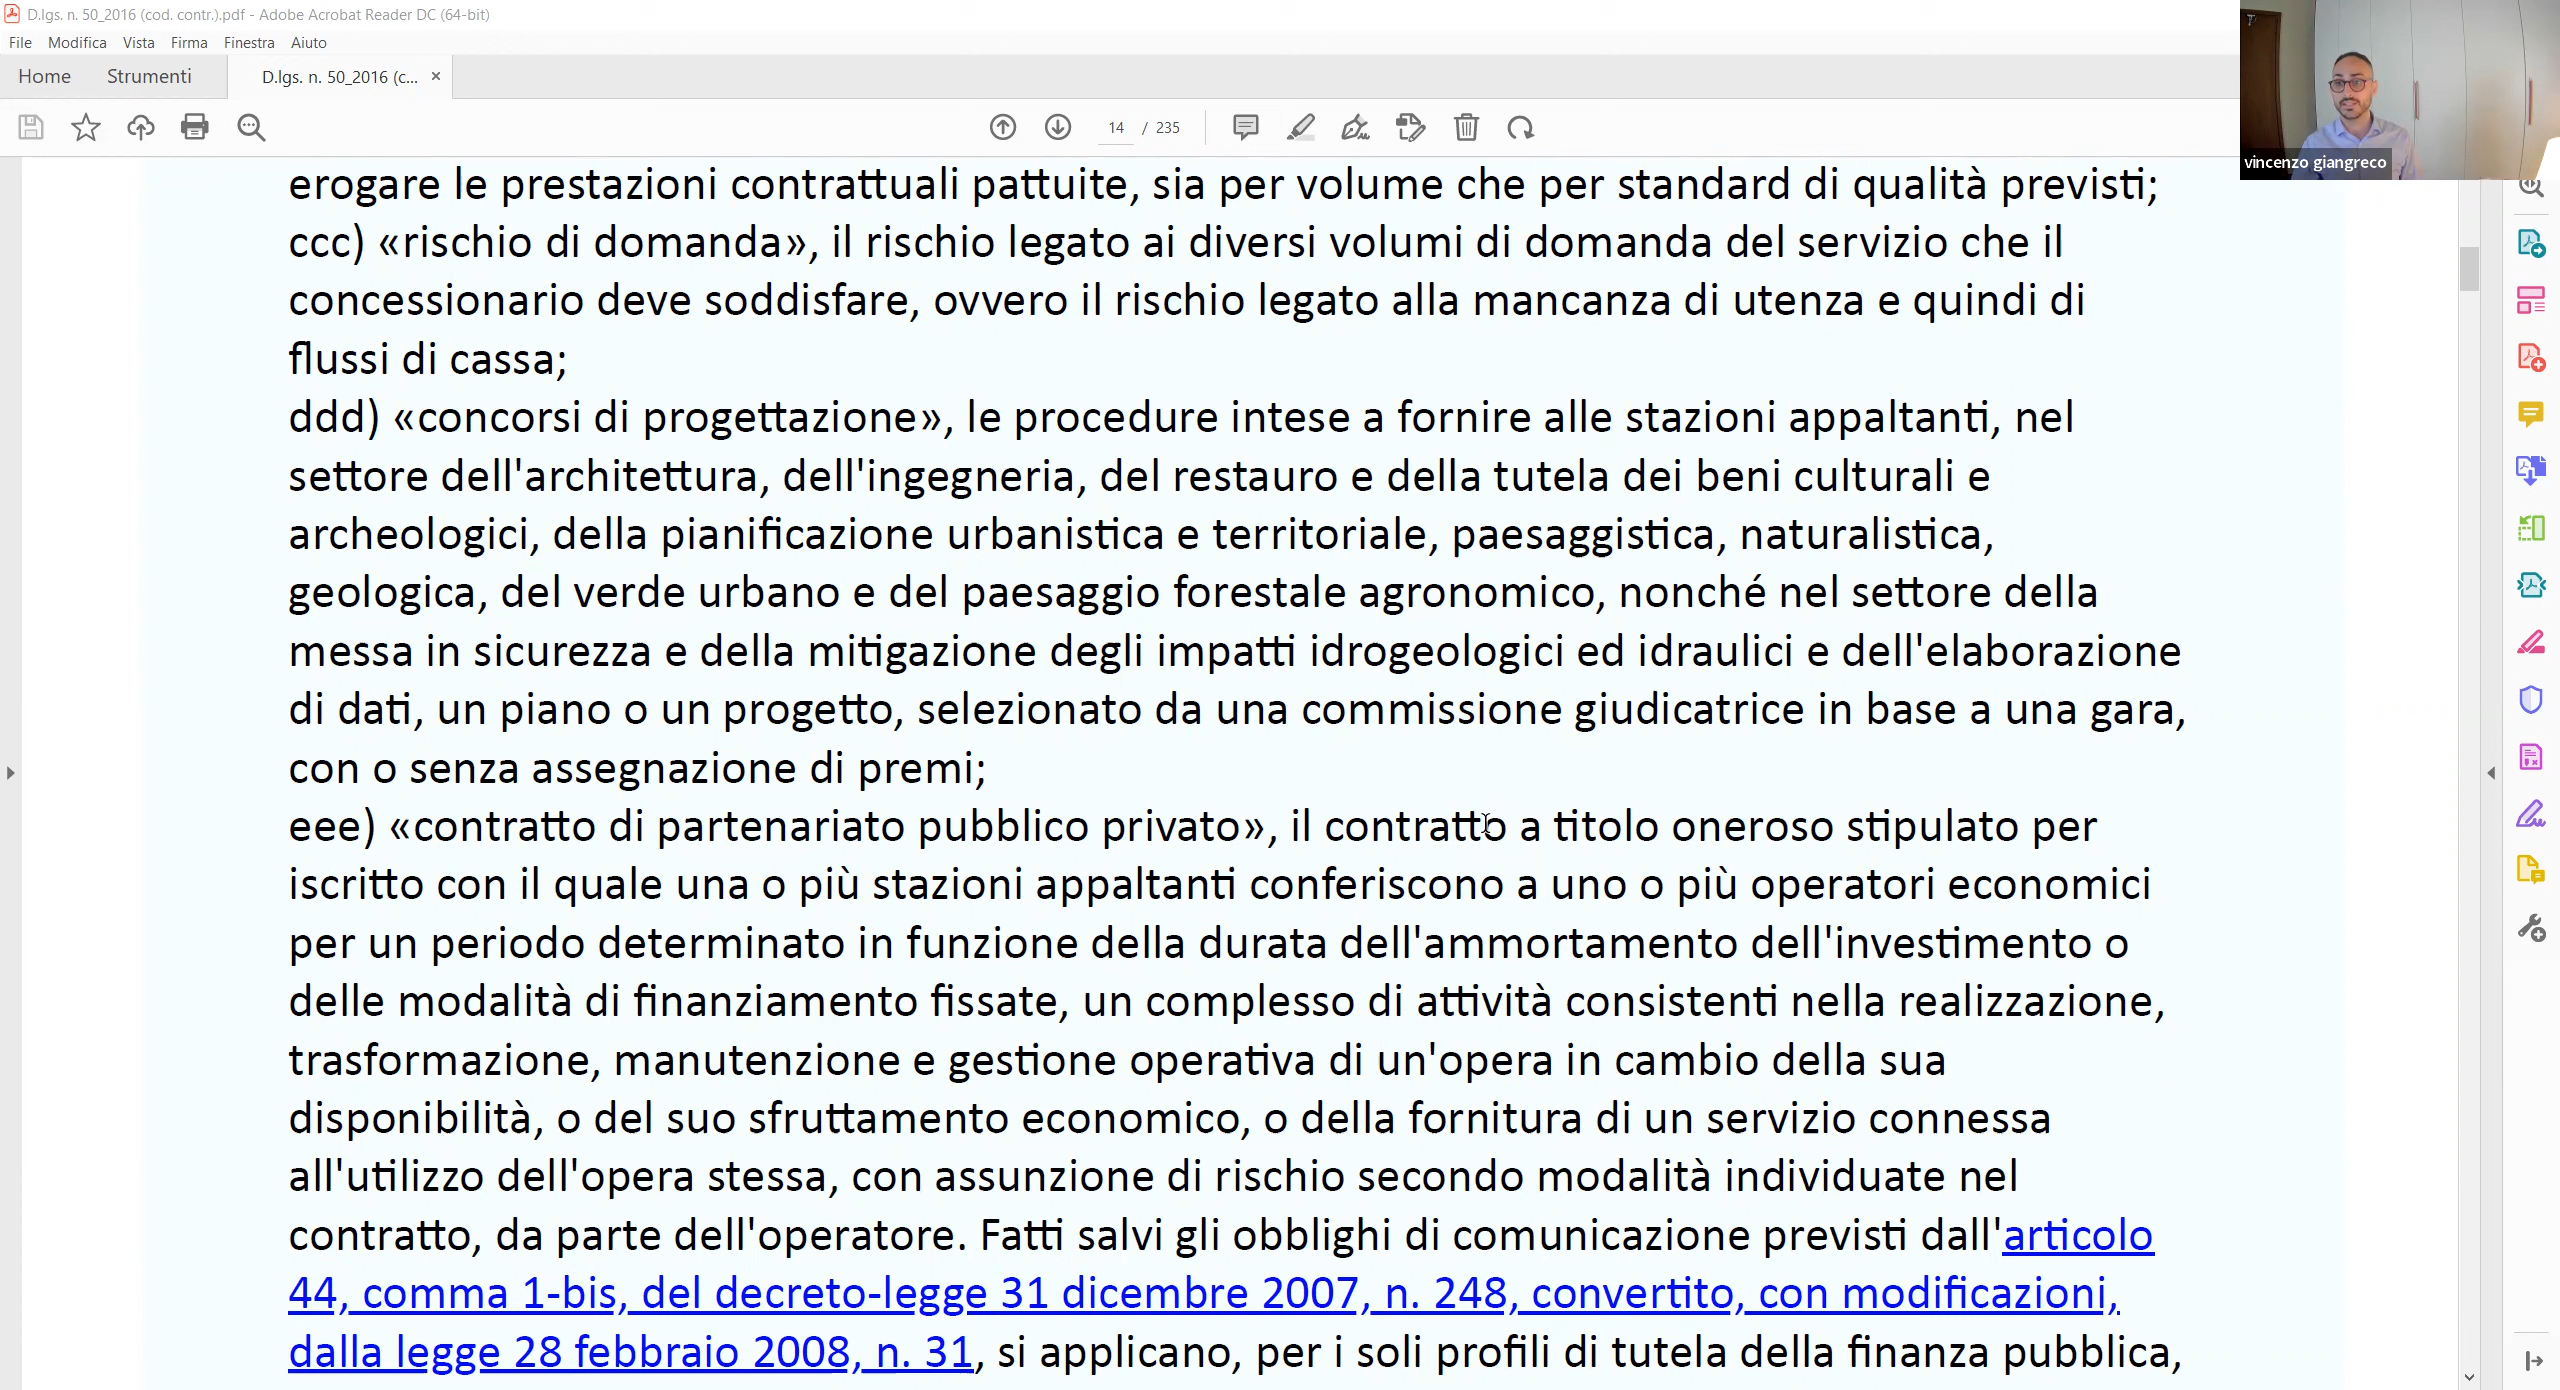 D.lgs. n. 50_2016 (cod. contr.).pdf - Adobe Acrobat Reader DC (64-bit)
File Modifica Vista Firma Finestra Aiuto
Home Strumenti D.lgs. n. 50_2016 (c... ×
14 / 235
vincenzo giangreco
erogare le prestazioni contrattuali pattuite, sia per volume che per standard di qualità previsti;
ccc) «rischio di domanda», il rischio legato ai diversi volumi di domanda del servizio che il
concessionario deve soddisfare, ovvero il rischio legato alla mancanza di utenza e quindi di
flussi di cassa;
ddd) «concorsi di progettazione», le procedure intese a fornire alle stazioni appaltanti, nel
settore dell'architettura, dell'ingegneria, del restauro e della tutela dei beni culturali e
archeologici, della pianificazione urbanistica e territoriale, paesaggistica, naturalistica,
geologica, del verde urbano e del paesaggio forestale agronomico, nonché nel settore della
messa in sicurezza e della mitigazione degli impatti idrogeologici ed idraulici e dell'elaborazione
di dati, un piano o un progetto, selezionato da una commissione giudicatrice in base a una gara,
con o senza assegnazione di premi;
eee) «contratto di partenariato pubblico privato», il contratto a titolo oneroso stipulato per
iscritto con il quale una o più stazioni appaltanti conferiscono a uno o più operatori economici
per un periodo determinato in funzione della durata dell'ammortamento dell'investimento o
delle modalità di finanziamento fissate, un complesso di attività consistenti nella realizzazione,
trasformazione, manutenzione e gestione operativa di un'opera in cambio della sua
disponibilità, o del suo sfruttamento economico, o della fornitura di un servizio connessa
all'utilizzo dell'opera stessa, con assunzione di rischio secondo modalità individuate nel
contratto, da parte dell'operatore. Fatti salvi gli obblighi di comunicazione previsti dall'articolo
44, comma 1-bis, del decreto-legge 31 dicembre 2007, n. 248, convertito, con modificazioni,
dalla legge 28 febbraio 2008, n. 31, si applicano, per i soli profili di tutela della finanza pubblica,